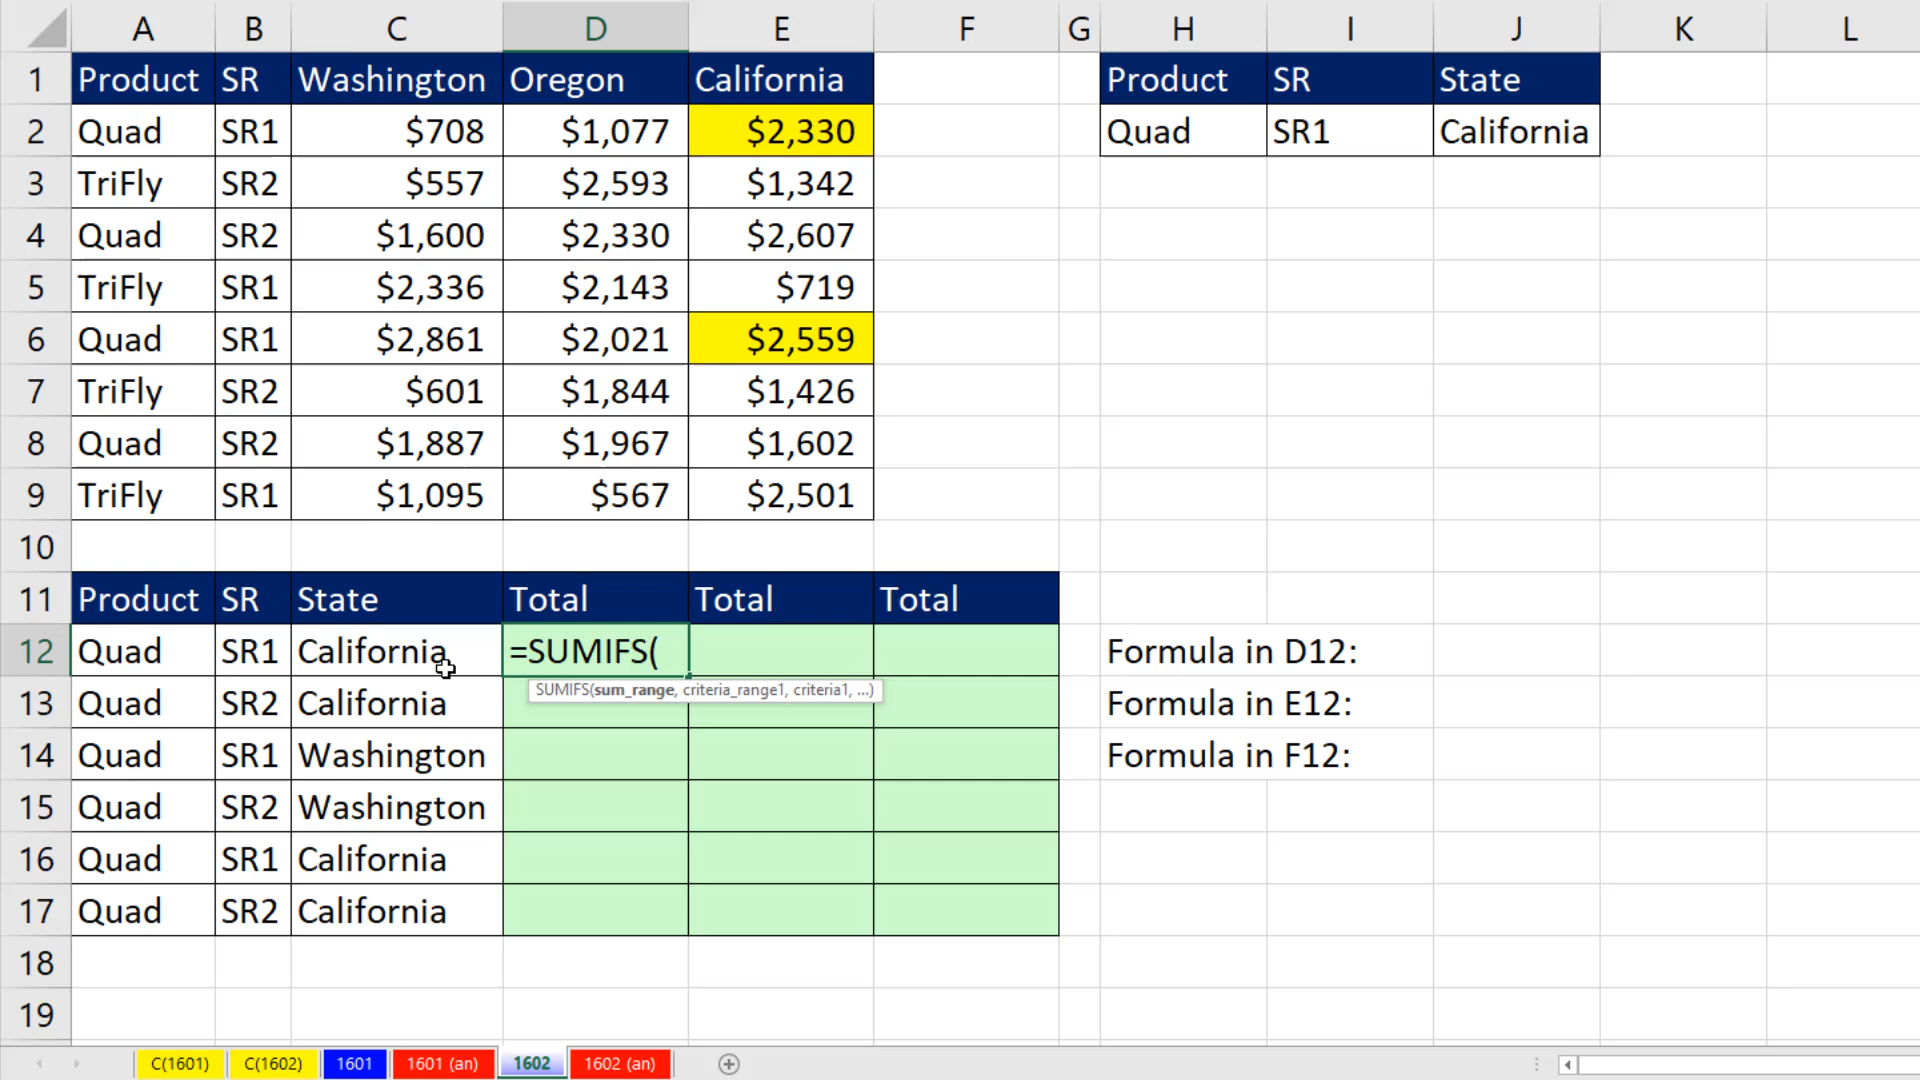 A B C D E F G H I J K L
1 Product SR Washington Oregon California Product SR State
2 Quad SR1 $708 $1,077 $2,330 Quad SR1 California
3 TriFly SR2 $557 $2,593 $1,342
4 Quad SR2 $1,600 $2,330 $2,607
5 TriFly SR1 $2,336 $2,143 $719
6 Quad SR1 $2,861 $2,021 $2,559
7 TriFly SR2 $601 $1,844 $1,426
8 Quad SR2 $1,887 $1,967 $1,602
9 TriFly SR1 $1,095 $567 $2,501
10
11 Product SR State Total Total Total
12 Quad SR1 California =SUMIFS( Formula in D12:
SUMIFS(sum_range, criteria_range1, criteria1, ...)
13 Quad SR2 California Formula in E12:
14 Quad SR1 Washington Formula in F12:
15 Quad SR2 Washington
16 Quad SR1 California
17 Quad SR2 California
18
19
C(1601) C(1602) 1601 1601 (an) 1602 1602 (an)